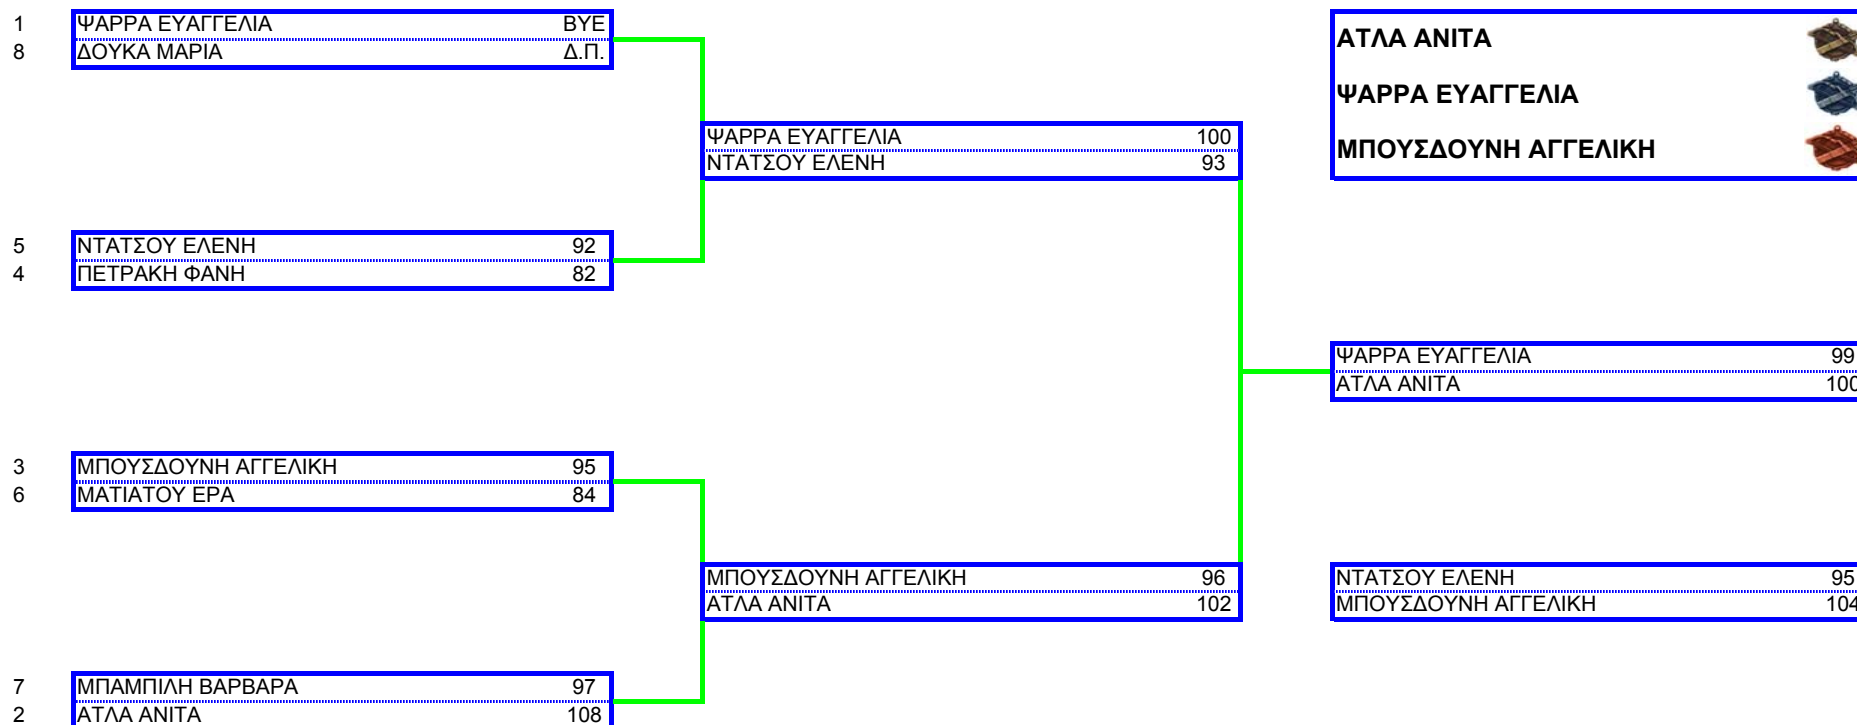 1 ΨΑΡΡΑ ΕΥΑΓΓΕΛΙΑ BYE
8 ΔΟΥΚΑ ΜΑΡΙΑ Δ.Π.
ΑΤΛΑ ΑΝΙΤΑ
ΨΑΡΡΑ ΕΥΑΓΓΕΛΙΑ
ΜΠΟΥΣΔΟΥΝΗ ΑΓΓΕΛΙΚΗ
ΨΑΡΡΑ ΕΥΑΓΓΕΛΙΑ 100
ΝΤΑΤΣΟΥ ΕΛΕΝΗ 93
5 ΝΤΑΤΣΟΥ ΕΛΕΝΗ 92
4 ΠΕΤΡΑΚΗ ΦΑΝΗ 82
ΨΑΡΡΑ ΕΥΑΓΓΕΛΙΑ 99
ΑΤΛΑ ΑΝΙΤΑ 100
3 ΜΠΟΥΣΔΟΥΝΗ ΑΓΓΕΛΙΚΗ 95
6 ΜΑΤΙΑΤΟΥ ΕΡΑ 84
ΜΠΟΥΣΔΟΥΝΗ ΑΓΓΕΛΙΚΗ 96
ΑΤΛΑ ΑΝΙΤΑ 102
ΝΤΑΤΣΟΥ ΕΛΕΝΗ 95
ΜΠΟΥΣΔΟΥΝΗ ΑΓΓΕΛΙΚΗ 104
7 ΜΠΑΜΠΙΛΗ ΒΑΡΒΑΡΑ 97
2 ΑΤΛΑ ΑΝΙΤΑ 108